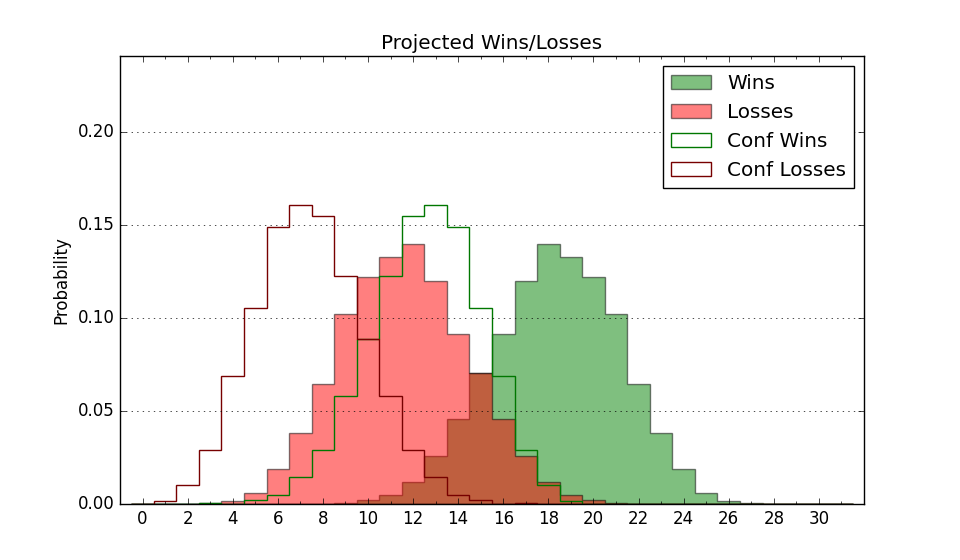 Projected Wins/Losses
Wins
Losses
Conf Wins
Conf Losses
Probability
0.20
0.15
0.10
0.05
0.00
0 2 4 6 8 10 12 14 16 18 20 22 24 26 28 30